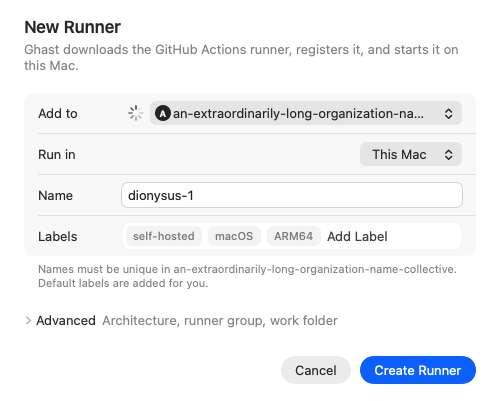 New Runner
Ghast downloads the GitHub Actions runner, registers it, and starts it on
this Mac.
Add to A an-extraordinarily-long-organization-na...
Run in This Mac
Name dionysus-1
Labels self-hosted macOS ARM64 Add Label
Names must be unique in an-extraordinarily-long-organization-name-collective.
Default labels are added for you.
Advanced Architecture, runner group, work folder
Cancel Create Runner